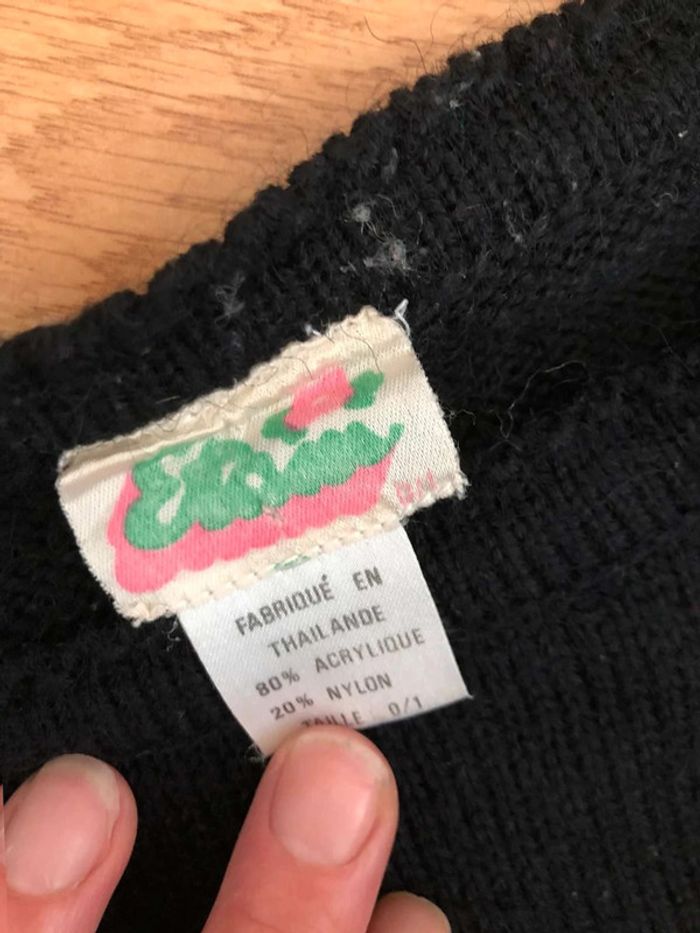 FABRIQUÉ EN
THAILANDE
80% ACRYLIQUE
20% NYLON
TAILLE 0/1